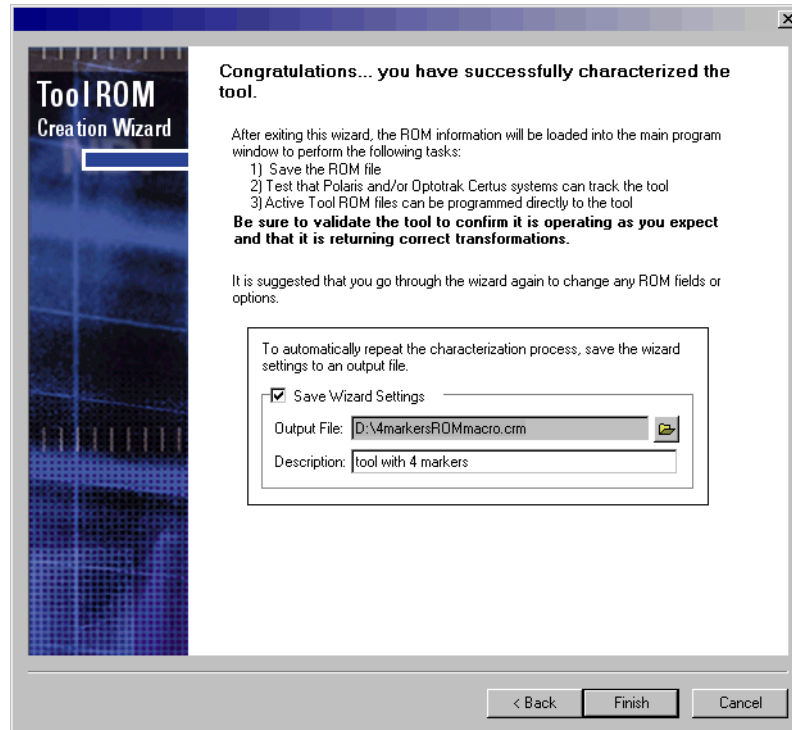 Tool ROM
Creation Wizard
Congratulations... you have successfully characterized the
tool.
After exiting this wizard, the ROM information will be loaded into the main program
window to perform the following tasks:
1) Save the ROM file
2) Test that Polaris and/or Optotrak Certus systems can track the tool
3) Active Tool ROM files can be programmed directly to the tool
Be sure to validate the tool to confirm it is operating as you expect
and that it is returning correct transformations.
It is suggested that you go through the wizard again to change any ROM fields or
options.
To automatically repeat the characterization process, save the wizard
settings to an output file.
Save Wizard Settings
Output File: D:\4markersROMmacro.crm
Description: tool with 4 markers
< Back Finish Cancel